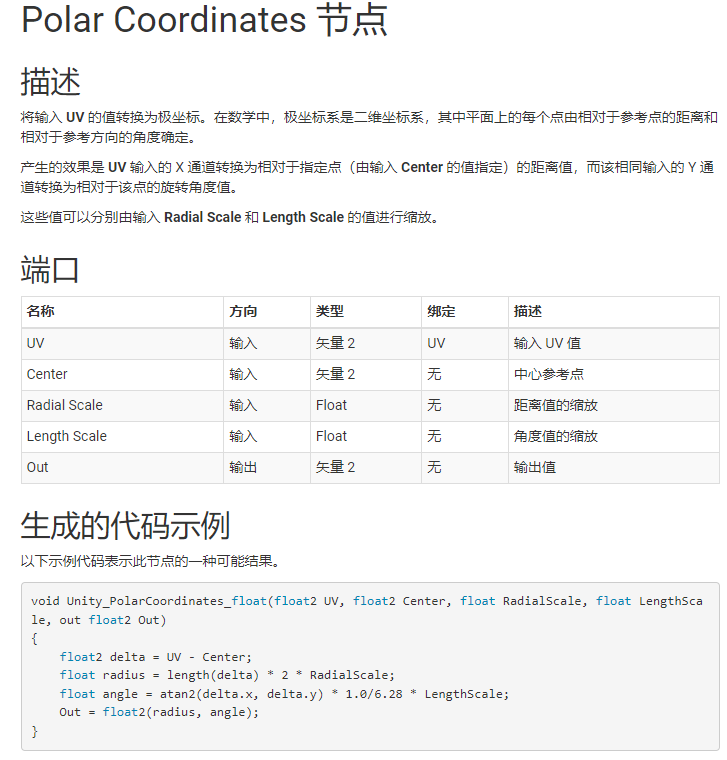 Polar Coordinates 节点
描述
将输入 UV 的值转换为极坐标。在数学中，极坐标系是二维坐标系，其中平面上的每个点由相对于参考点的距离和
相对于参考方向的角度确定。
产生的效果是 UV 输入的 X 通道转换为相对于指定点（由输入 Center 的值指定）的距离值，而该相同输入的 Y 通
道转换为相对于该点的旋转角度值。
这些值可以分别由输入 Radial Scale 和 Length Scale 的值进行缩放。
端口
名称 方向 类型 绑定 描述
UV 输入 矢量 2 UV 输入 UV 值
Center 输入 矢量 2 无 中心参考点
Radial Scale 输入 Float 无 距离值的缩放
Length Scale 输入 Float 无 角度值的缩放
Out 输出 矢量 2 无 输出值
生成的代码示例
以下示例代码表示此节点的一种可能结果。
void Unity_PolarCoordinates_float(float2 UV, float2 Center, float RadialScale, float LengthSca
le, out float2 Out)
{
    float2 delta = UV - Center;
    float radius = length(delta) * 2 * RadialScale;
    float angle = atan2(delta.x, delta.y) * 1.0/6.28 * LengthScale;
    Out = float2(radius, angle);
}